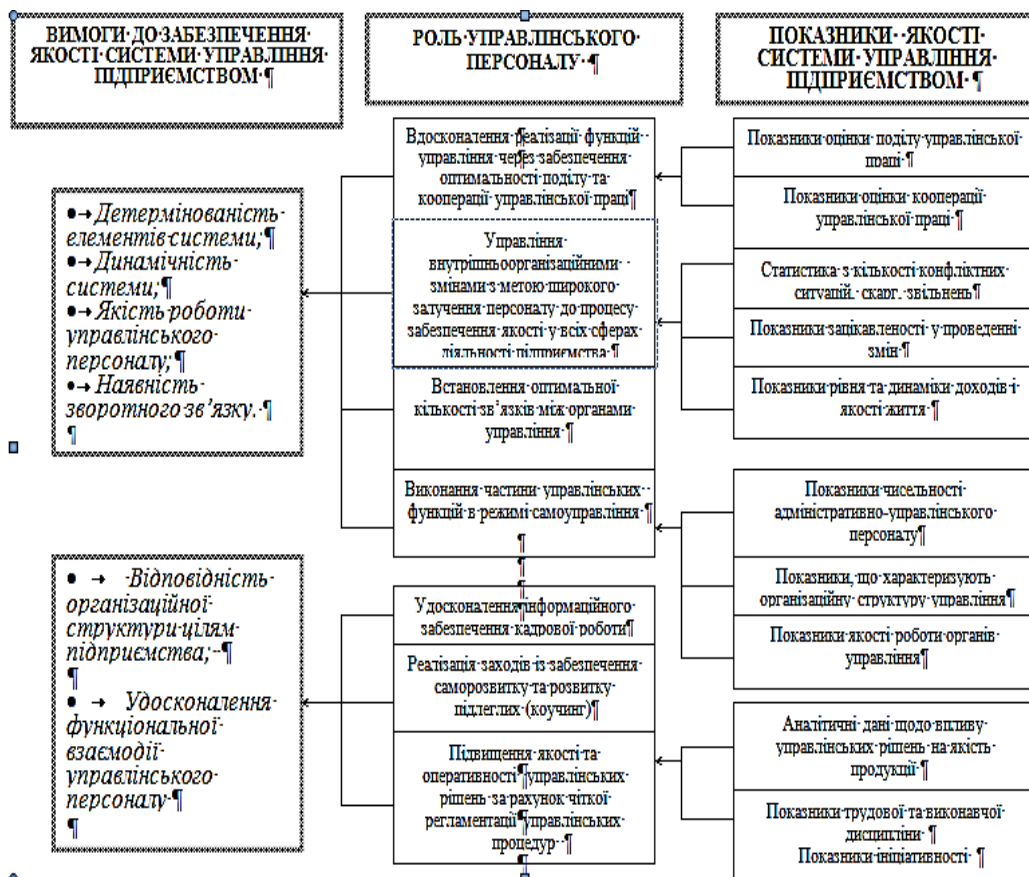 ВИМОГИ ДО ЗАБЕЗПЕЧЕННЯ
ЯКОСТІ СИСТЕМИ УПРАВЛІННЯ
ПІДПРИЄМСТВОМ ¶
РОЛЬ УПРАВЛІНСЬКОГО
ПЕРСОНАЛУ ¶
ПОКАЗНИКИ ЯКОСТІ
СИСТЕМИ УПРАВЛІННЯ
ПІДПРИЄМСТВОМ ¶
●→ Детермінованість
елементів системи;¶
●→ Динамічність
системи;¶
●→ Якість роботи
управлінського
персоналу;¶
●→ Наявність
зворотного зв’язку. ¶
¶
● → Відповідність
організаційної
структури цілям
підприємства; ¶
¶
● → Удосконалення
функціональної
взаємодії
управлінського
персоналу ¶
¶
Вдосконалення реалізації функцій
управління через забезпечення
оптимальності поділу та
кооперації управлінської праці¶
Управління
внутрішньоорганізаційними
змінами з метою широкого
залучення персоналу до процесу
забезпечення якості у всіх сферах
діяльності підприємства ¶
Встановлення оптимальної
кількості зв’язків між органами
управління ¶
Виконання частини управлінських
функцій в режимі самоуправління ¶
¶
¶
¶
Удосконалення інформаційного
забезпечення кадрової роботи¶
Реалізація заходів із забезпечення
саморозвитку та розвитку
підлеглих (коучинг)¶
Підвищення якості та
оперативності управлінських
рішень за рахунок чіткої
регламентації управлінських
процедур ¶
¶
Показники оцінки поділу управлінської
праці ¶
Показники оцінки кооперації
управлінської праці ¶
Статистика з кількості конфліктних
ситуацій, скарг, звільнень
Показники зацікавленості у проведенні
змін ¶
Показники рівня та динаміки доходів і
якості життя ¶
Показники чисельності
адміністративно-управлінського
персоналу¶
Показники, що характеризують
організаційну структуру управління¶
Показники якості роботи органів
управління ¶
Аналітичні дані щодо впливу
управлінських рішень на якість
продукції ¶
Показники трудової та виконавчої
дисципліни ¶
Показники ініціативності ¶